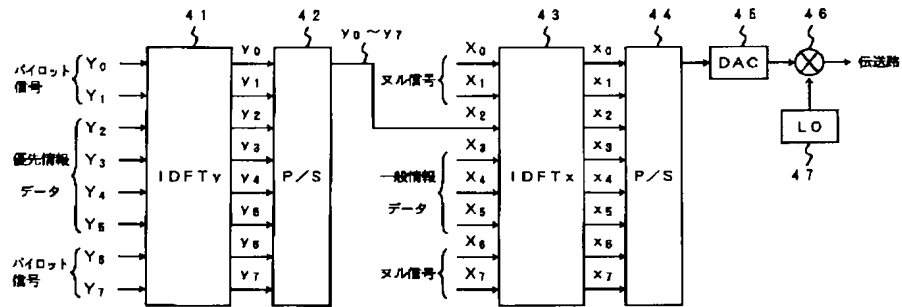 41
42
43
44
45
46
パイロット
信号
Y0
Y1
優先情報
データ
Y2
Y3
Y4
Y5
パイロット
信号
Y6
Y7
IDFTy
y0
y1
y2
y3
y4
y5
y6
y7
P/S
y0～y7
ヌル信号
X0
X1
X2
一般情報
データ
X3
X4
X5
ヌル信号
X6
X7
IDFTx
x0
x1
x2
x3
x4
x5
x6
x7
P/S
DAC
伝送路
LO
47